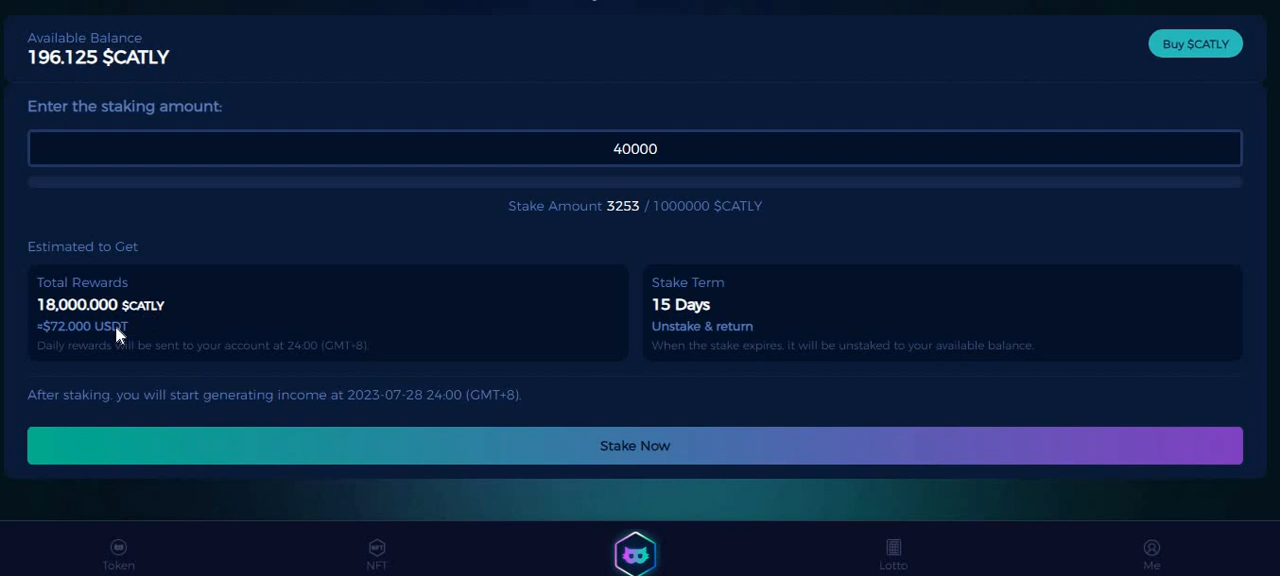 Available Balance
196.125 $CATLY
Buy $CATLY
Enter the staking amount:
40000
Stake Amount 3253 / 1000000 $CATLY
Estimated to Get
Total Rewards
18,000.000 $CATLY
≈$72.000 USDT
Daily rewards will be sent to your account at 24:00 (GMT+8).
Stake Term
15 Days
Unstake & return
When the stake expires. it will be unstaked to your available balance.
After staking. you will start generating income at 2023-07-28 24:00 (GMT+8).
Stake Now
Token
NFT
NFT
Lotto
Me